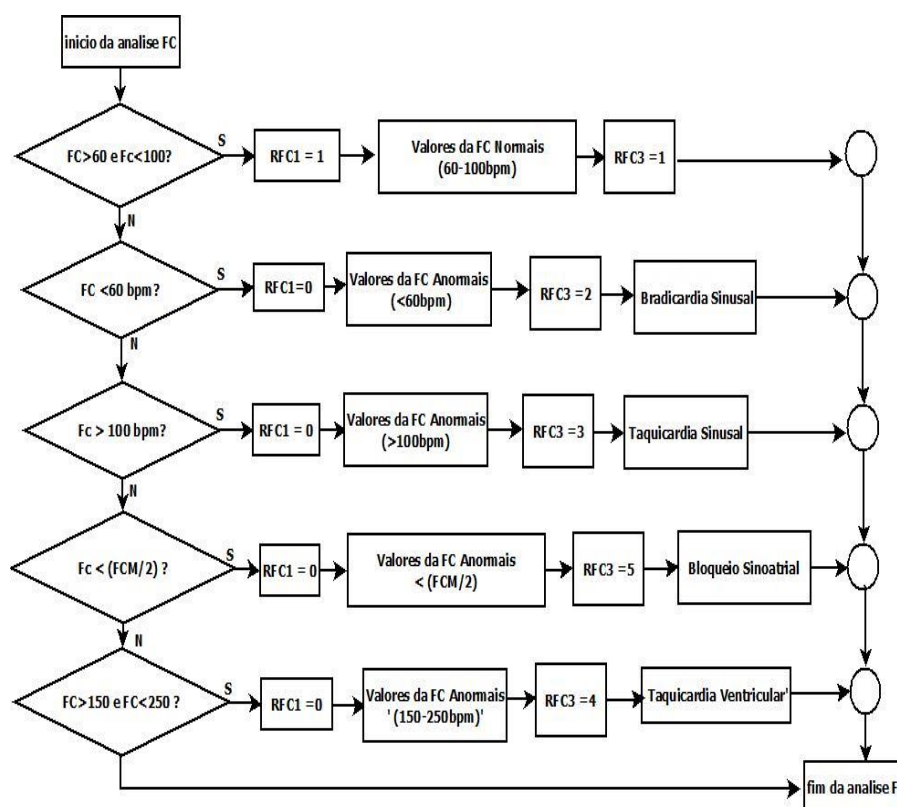 inicio da analise FC
FC>60 e Fc<100?
S
RFC1 = 1
Valores da FC Normais
(60-100bpm)
RFC3 =1
N
FC <60 bpm?
S
RFC1=0
Valores da FC Anormais
(<60bpm)
RFC3 =2
Bradicardia Sinusal
N
Fc > 100 bpm?
S
RFC1 = 0
Valores da FC Anormais
(>100bpm)
RFC3 =3
Taquicardia Sinusal
N
Fc < (FCM/2) ?
S
RFC1 = 0
Valores da FC Anormais
< (FCM/2)
RFC3 =5
Bloqueio Sinoatrial
N
FC>150 e FC<250 ?
S
RFC1 =0
Valores da FC Anormais
' (150-250bpm)'
RFC3 =4
Taquicardia Ventricular'
fim da analise F